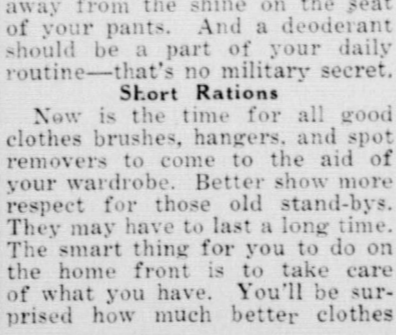 away from the shine on the seat
of your pants. And a deoderant
should be a part of your daily
routine—that's no military secret.
Short Rations
Now is the time for all good
clothes brushes, hangers, and spot
removers to come to the aid of
your wardrobe. Better show more
respect for those old stand-bys.
They may have to last a long time.
The smart thing for you to do on
the home front is to take care
of what you have. You'll be sur-
prised how much better clothes